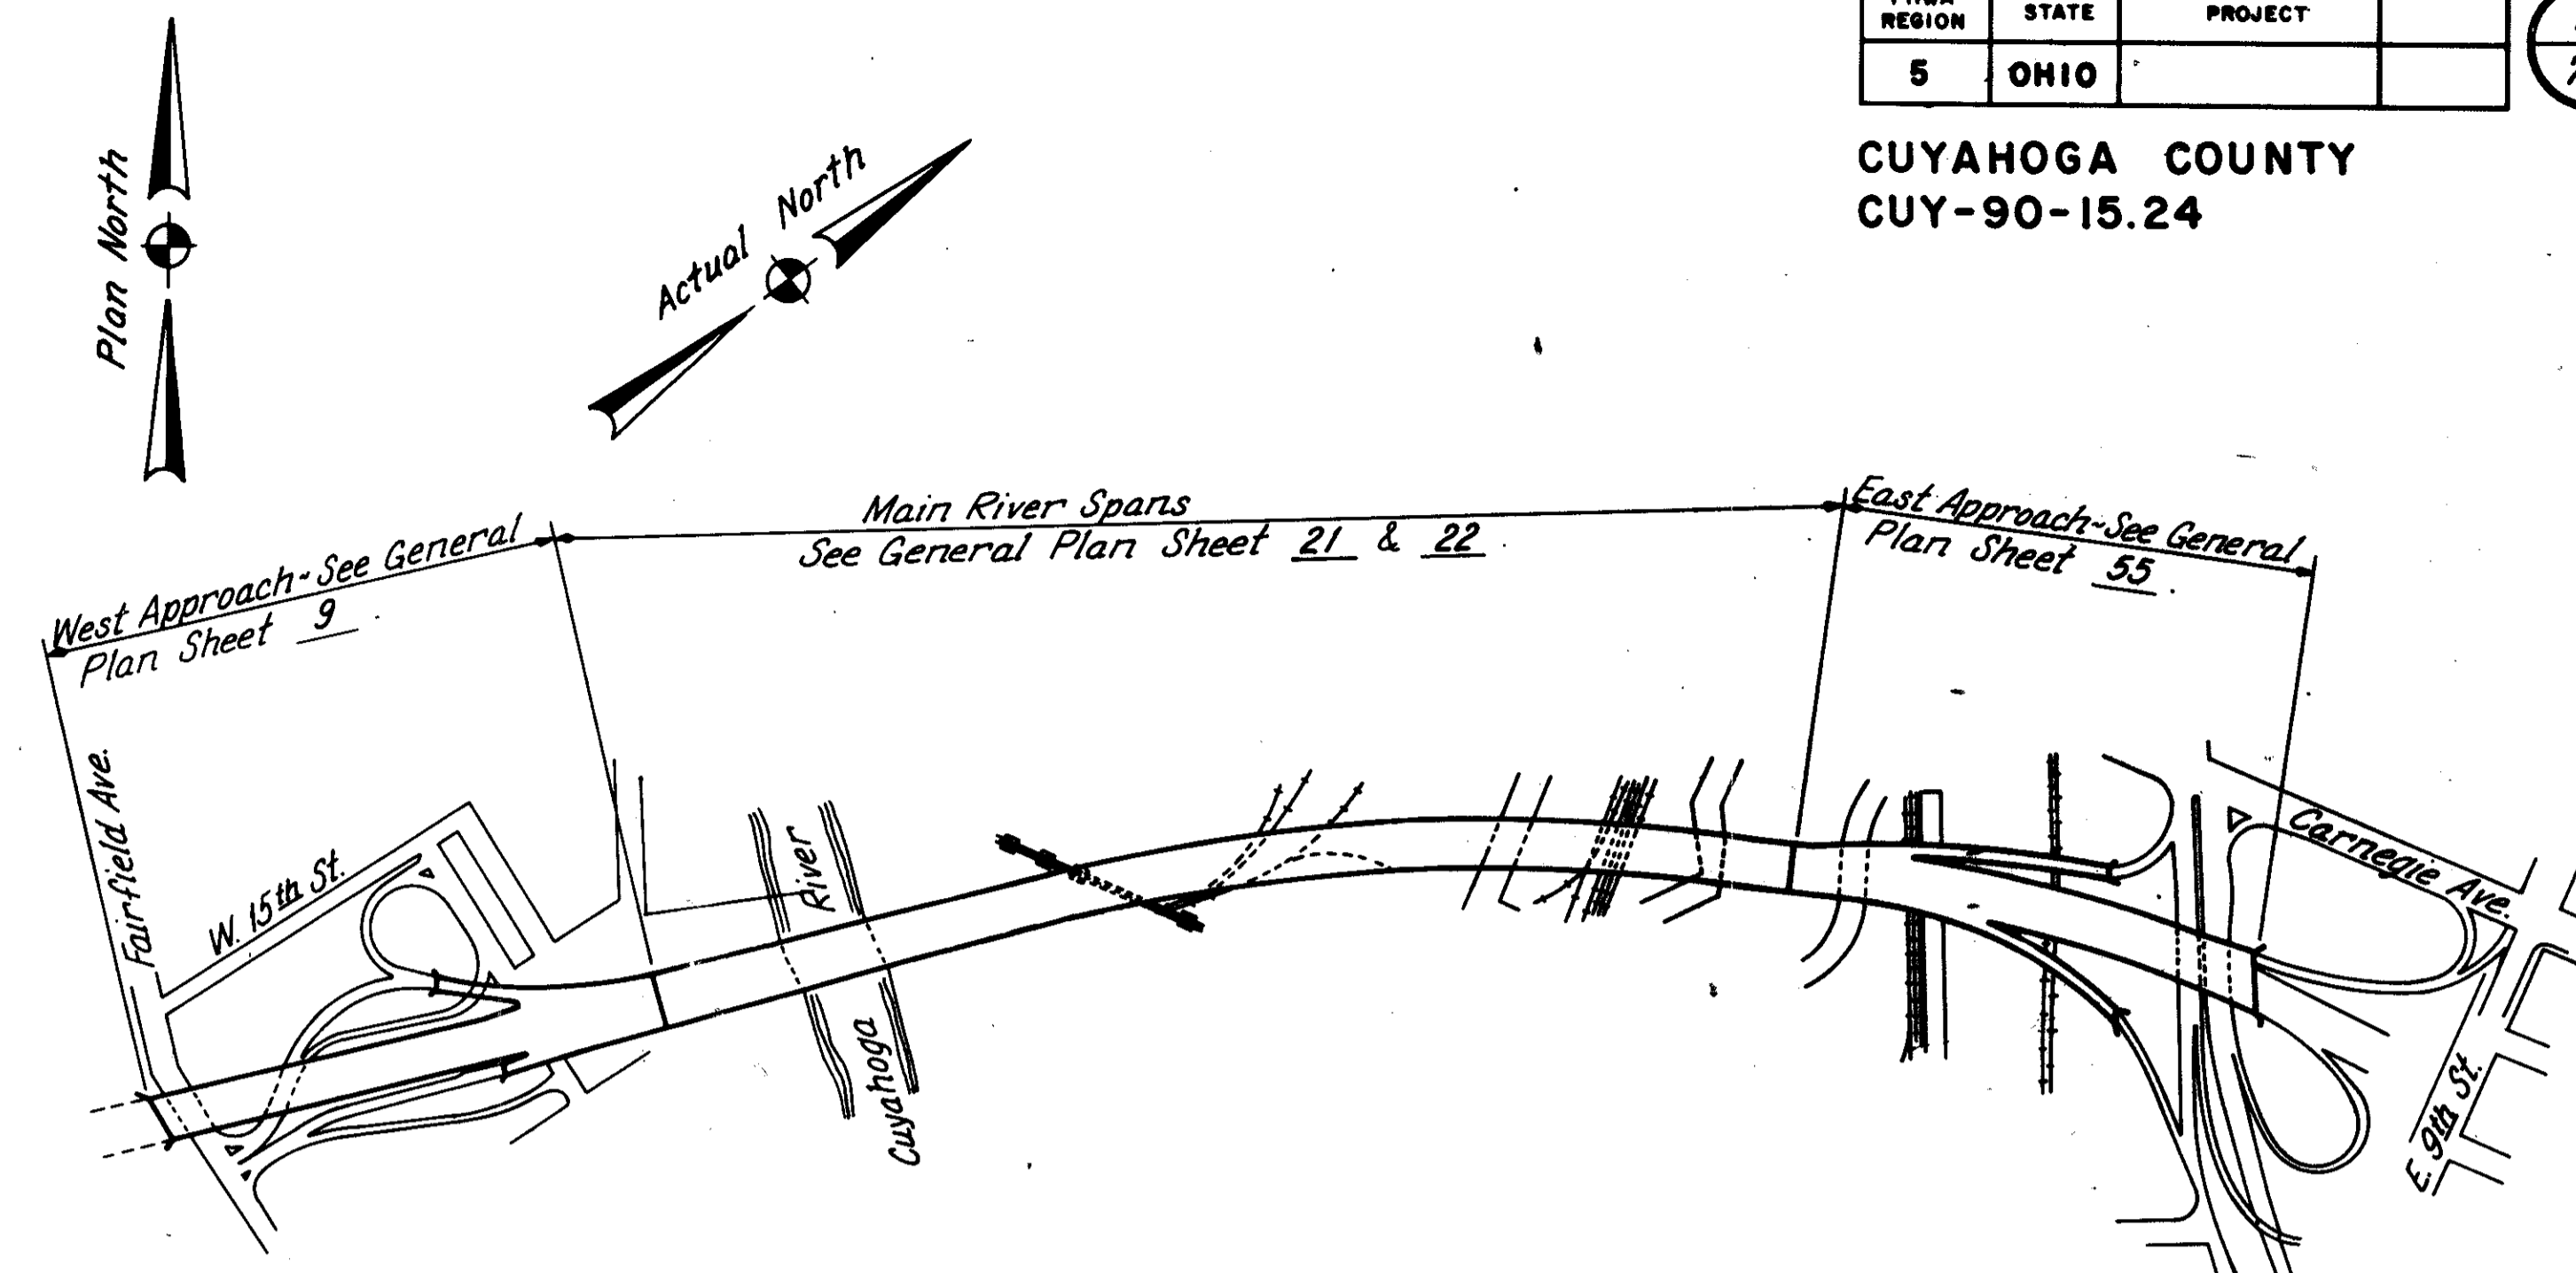 REGION STATE PROJECT
5 OHIO
CUYAHOGA COUNTY
CUY-90-15.24
Plan North
Actual North
West Approach-See General
Plan Sheet 9
Main River Spans
See General Plan Sheet 21 & 22
East Approach-See General
Plan Sheet 55
Fairfield Ave.
W. 15th St.
River
Cuyahoga
Carnegie Ave.
E. 9th St.